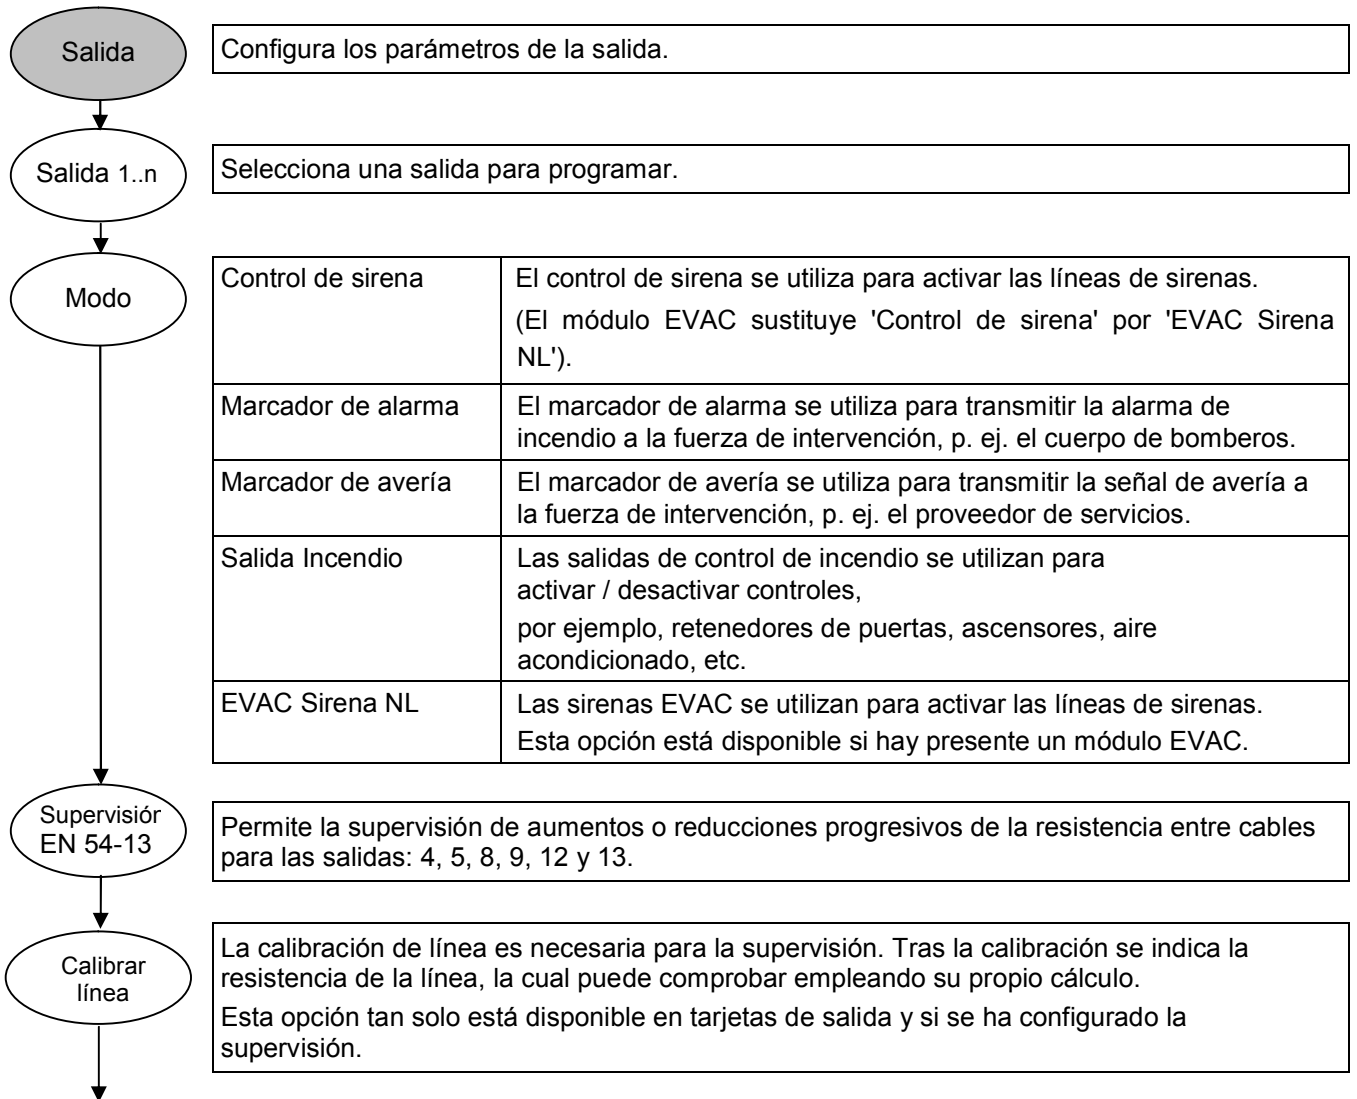 Salida
Configura los parámetros de la salida.
Salida 1..n
Selecciona una salida para programar.
Modo
Control de sirena
El control de sirena se utiliza para activar las líneas de sirenas.
(El módulo EVAC sustituye 'Control de sirena' por 'EVAC Sirena
NL').
Marcador de alarma
El marcador de alarma se utiliza para transmitir la alarma de
incendio a la fuerza de intervención, p. ej. el cuerpo de bomberos.
Marcador de avería
El marcador de avería se utiliza para transmitir la señal de avería a
la fuerza de intervención, p. ej. el proveedor de servicios.
Salida Incendio
Las salidas de control de incendio se utilizan para
activar / desactivar controles,
por ejemplo, retenedores de puertas, ascensores, aire
acondicionado, etc.
EVAC Sirena NL
Las sirenas EVAC se utilizan para activar las líneas de sirenas.
Esta opción está disponible si hay presente un módulo EVAC.
Supervisiór
EN 54-13
Permite la supervisión de aumentos o reducciones progresivos de la resistencia entre cables
para las salidas: 4, 5, 8, 9, 12 y 13.
Calibrar
línea
La calibración de línea es necesaria para la supervisión. Tras la calibración se indica la
resistencia de la línea, la cual puede comprobar empleando su propio cálculo.
Esta opción tan solo está disponible en tarjetas de salida y si se ha configurado la
supervisión.